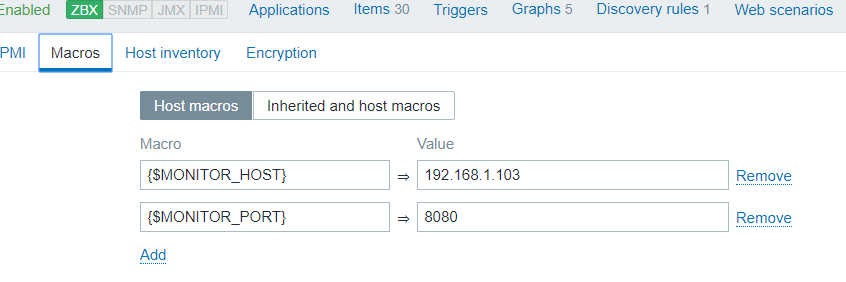 Enabled ZBX SNMP JMX IPMI Applications Items 30 Triggers Graphs 5 Discovery rules 1 Web scenarios
PMI Macros Host inventory Encryption
Host macros Inherited and host macros
Macro Value
{$MONITOR_HOST} ⇒ 192.168.1.103 Remove
{$MONITOR_PORT} ⇒ 8080 Remove
Add